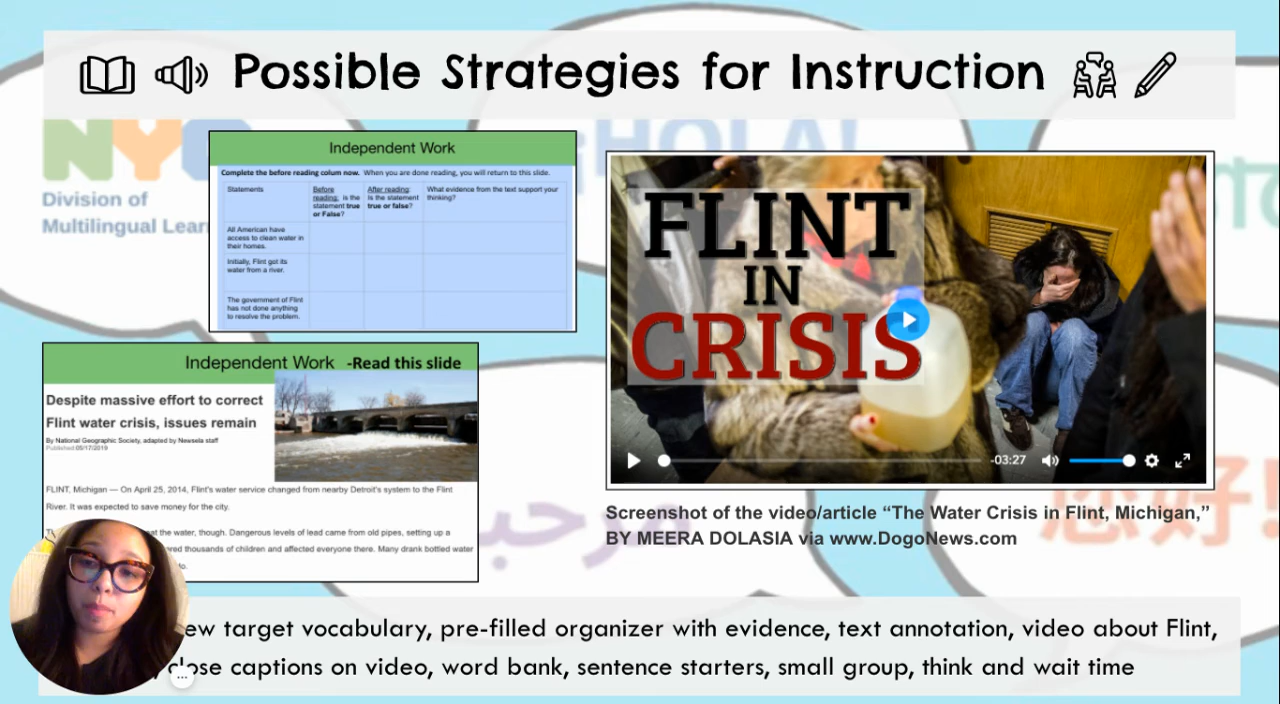 Possible Strategies for Instruction
NYC
Division of
Multilingual Lear
¡HOLA!
Independent Work
Complete the before reading colum now. When you are done reading, you will return to this slide.
Statements
Before reading: is the statement true or False?
After reading: Is the statement true or false?
What evidence from the text support your thinking?
All American have access to clean water in their homes.
Initially, Flint got its water from a river.
The government of Flint has not done anything to resolve the problem.
Independent Work -Read this slide
Despite massive effort to correct
Flint water crisis, issues remain
By National Geographic Society, adapted by Newsela staff
Published:05/17/2019
FLINT, Michigan — On April 25, 2014, Flint's water service changed from nearby Detroit's system to the Flint
River. It was expected to save money for the city.
at the water, though. Dangerous levels of lead came from old pipes, setting up a
thousands of children and affected everyone there. Many drank bottled water
FLINT
IN
CRISIS
-03:27
مرحبا
您好!
Screenshot of the video/article “The Water Crisis in Flint, Michigan,”
BY MEERA DOLASIA via www.DogoNews.com
target vocabulary, pre-filled organizer with evidence, text annotation, video about Flint,
close captions on video, word bank, sentence starters, small group, think and wait time